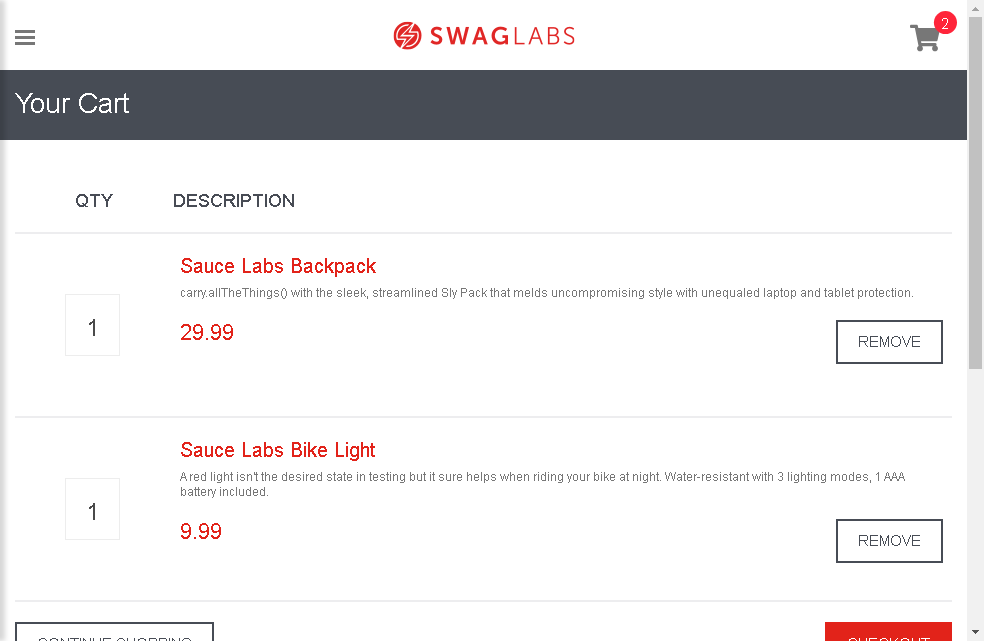 SWAGLABS
2
Your Cart
QTY DESCRIPTION
Sauce Labs Backpack
carry.allTheThings() with the sleek, streamlined Sly Pack that melds uncompromising style with unequaled laptop and tablet protection.
1
29.99
REMOVE
Sauce Labs Bike Light
A red light isn't the desired state in testing but it sure helps when riding your bike at night. Water-resistant with 3 lighting modes, 1 AAA
battery included.
1
9.99
REMOVE
CONTINUE SHOPPING
CHECKOUT